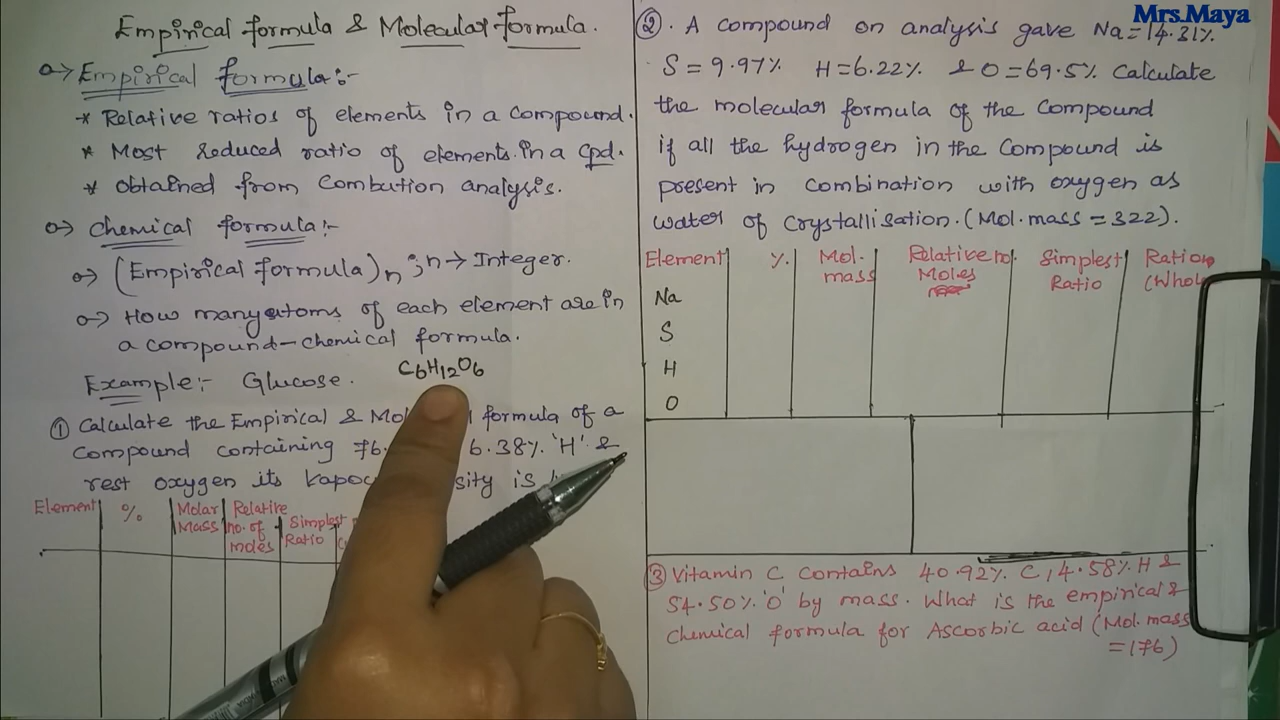 Mrs.Maya
Empirical formula & Molecular formula.
Empirical formula:-
* Relative ratios of elements in a compound.
* Most reduced ratio of elements in a cpd.
* Obtained from Combution analysis.
Chemical formula:-
(Empirical formula)n ; n → Integer.
How many atoms of each element are in
a compound - chemical formula.
Example:- Glucose. C6H12O6
① Calculate the Empirical & formula of a
Compound containing 6.38% 'H' &
rest oxygen its is
Element % Molar Mass Relative no. of moles Simplest Ratio
② . A compound on analysis gave Na = 14.31%
S = 9.97% H = 6.22% & O = 69.5% Calculate
the molecular formula of the Compound
if all the hydrogen in the Compound is
present in combination with oxygen as
water of Crystallisation. (Mol. mass = 322).
Element % Mol. mass Relative no. Moles Simplest Ratio Ratio (Whole
Na
S
H
O
③ Vitamin C Contains 40.92% C, 4.58% H &
54.50% 'O' by mass. What is the empirical &
Chemical formula for Ascorbic acid (Mol. mass
= 176)